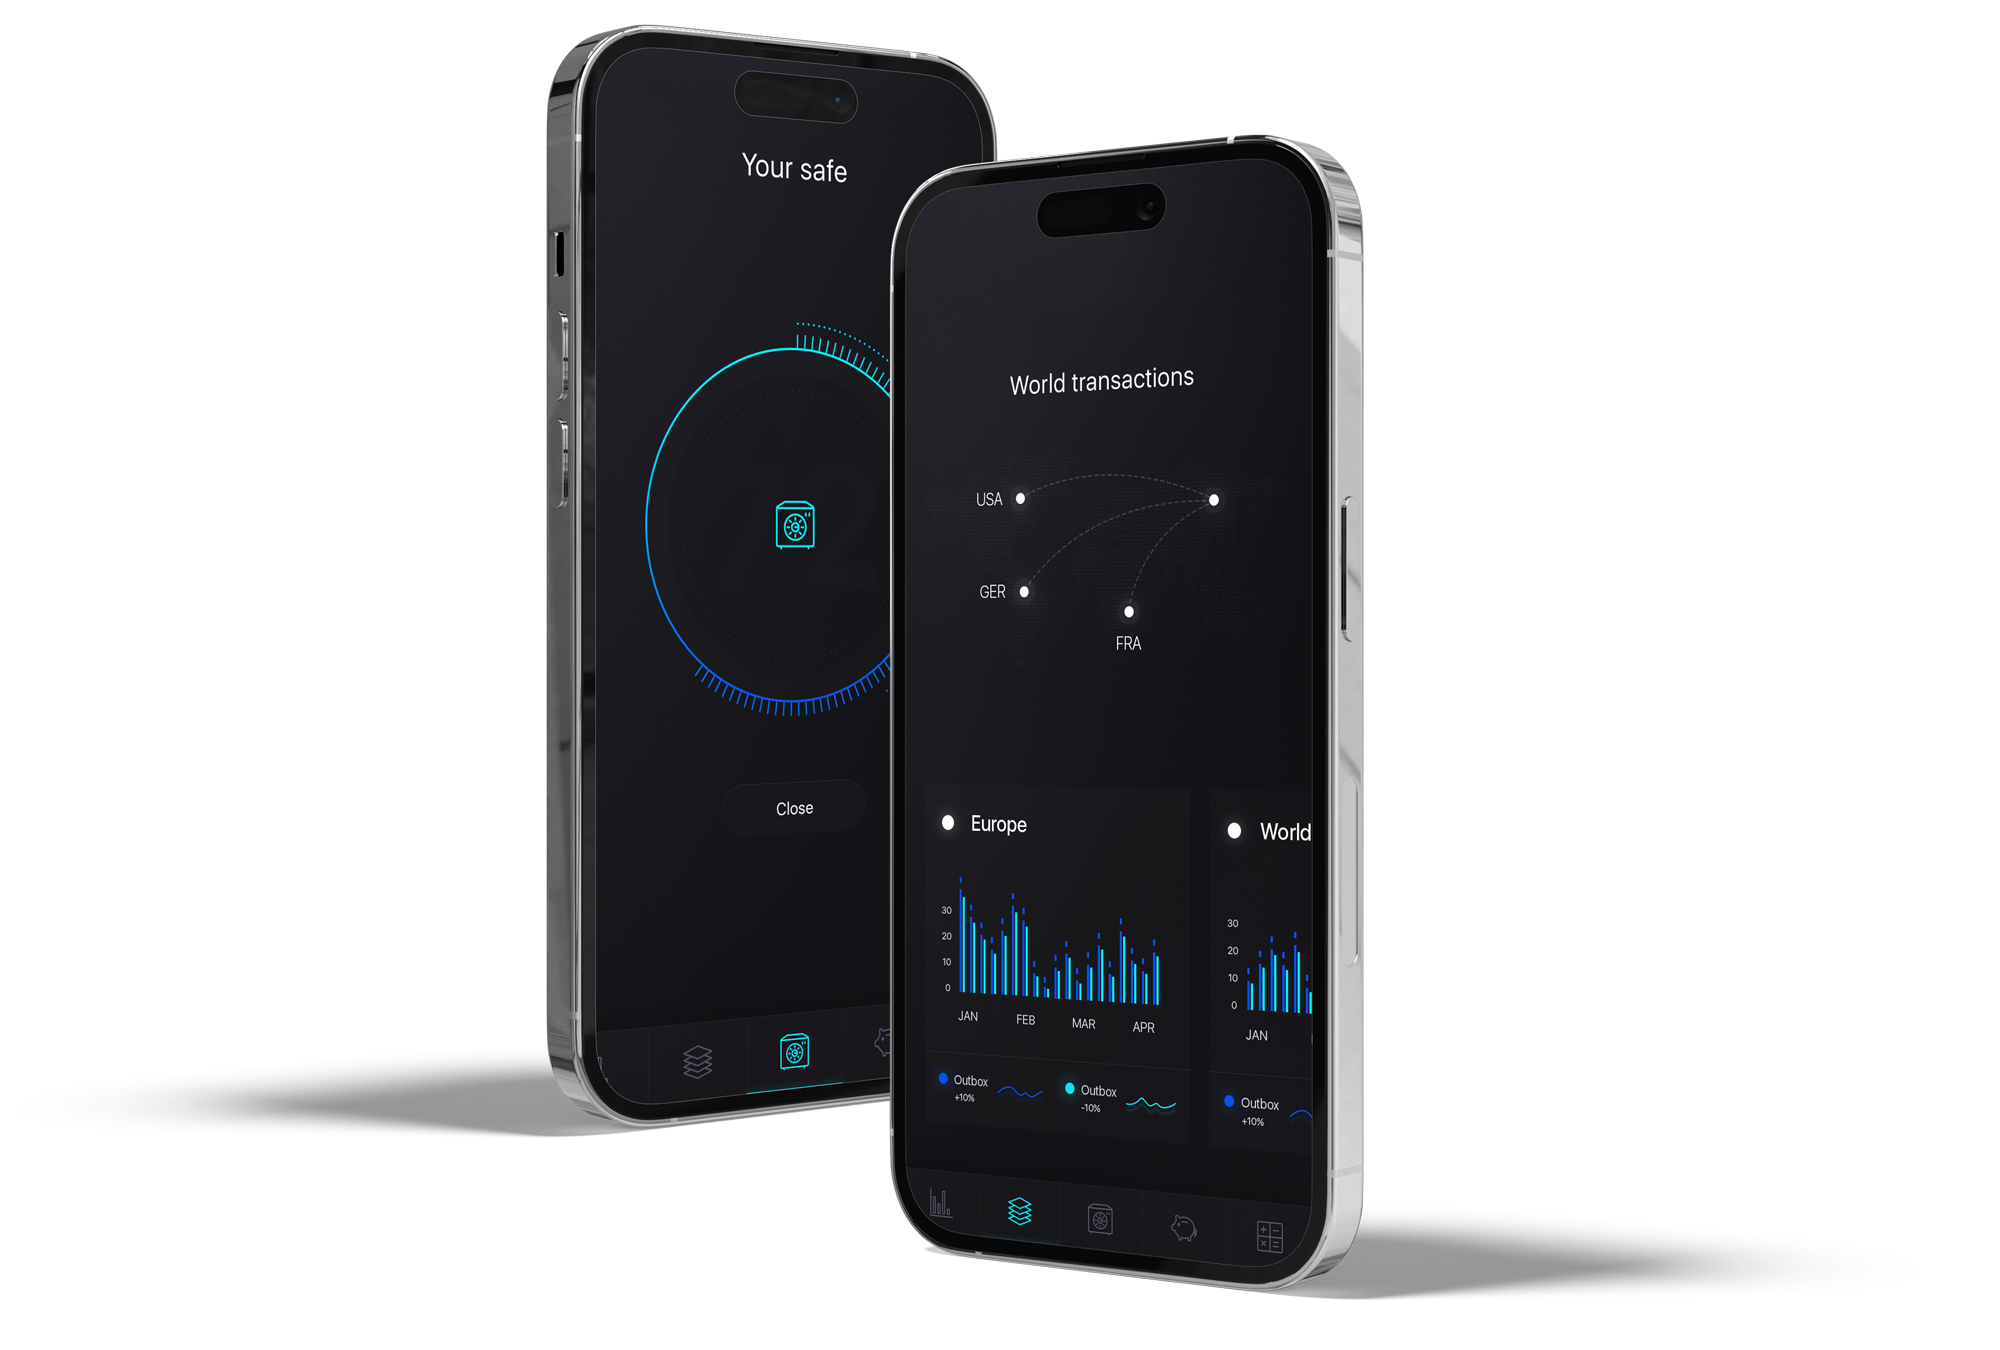 Your safe
72
Close
World transactions
USA
GER
FRA
Europe
30
20
10
0
JAN FEB MAR APR
Outbox
+10%
Outbox
-10%
World
30
20
10
0
JAN
Outbox
+10%